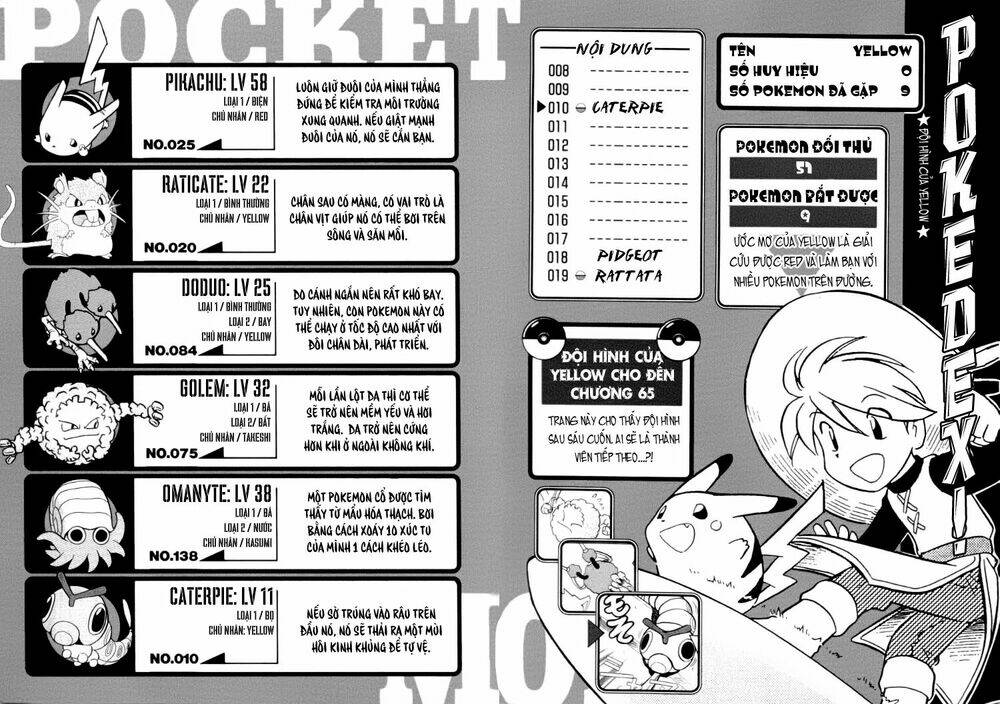 POCKET
PIKACHU: LV 58
LOẠI 1 / ĐIỆN
CHỦ NHÂN / RED
NO.025
LUÔN GIỮ ĐUÔI CỦA MÌNH THẲNG
ĐỨNG ĐỂ KIỂM TRA MÔI TRƯỜNG
XUNG QUANH. NẾU GIẬT MẠNH
ĐUÔI CỦA NÓ, NÓ SẼ CẮN BẠN.
RATICATE: LV 22
LOẠI 1 / BÌNH THƯỜNG
CHỦ NHÂN / YELLOW
NO.020
CHÂN SAU CÓ MÀNG, CÓ VAI TRÒ LÀ
CHÂN VỊT GIÚP NÓ CÓ THỂ BƠI TRÊN
SÔNG VÀ SĂN MỒI.
DODUO: LV 25
LOẠI 1 / BÌNH THƯỜNG
LOẠI 2 / BAY
CHỦ NHÂN / YELLOW
NO.084
DO CÁNH NGẮN NÊN RẤT KHÓ BAY.
TUY NHIÊN, CON POKEMON NÀY CÓ
THỂ CHẠY Ở TỐC ĐỘ CAO NHẤT VỚI
ĐÔI CHÂN DÀI, PHÁT TRIỂN.
GOLEM: LV 32
LOẠI 1 / ĐÁ
LOẠI 2/ ĐẤT
CHỦ NHÂN / TAKESHI
NO.075
MỖI LẦN LỘT DA THÌ CƠ THỂ
SẼ TRỞ NÊN MỀM YẾU VÀ HƠI
TRẮNG. DA TRỞ NÊN CỨNG
HƠN KHI Ở NGOÀI KHÔNG KHÍ.
OMANYTE: LV 38
LOẠI 1 / ĐÁ
LOẠI 2 / NƯỚC
CHỦ NHÂN / KASUMI
NO.138
MỘT POKEMON CỔ ĐƯỢC TÌM
THẤY TỪ MẪU HÓA THẠCH. BƠI
BẰNG CÁCH XOAY 10 XÚC TU
CỦA MÌNH 1 CÁCH KHÉO LÉO.
CATERPIE: LV 11
LOẠI 1 / BỌ
CHỦ NHÂN: YELLOW
NO.010
NẾU SỜ TRÚNG VÀO RÂU TRÊN
ĐẦU NÓ, NÓ SẼ THẢI RA MỘT MÙI
HÔI KINH KHỦNG ĐỂ TỰ VỆ.
NỘI DUNG
008
009
010 CATERPIE
011
012
013
014
015
016
017
018 PIDGEOT
019 RATTATA
TÊN YELLOW
SỐ HUY HIỆU 0
SỐ POKEMON ĐÃ GẶP 9
POKEMON ĐỐI THỦ
57
POKEMON BẮT ĐƯỢC
9
ƯỚC MƠ CỦA YELLOW LÀ GIẢI
CỨU ĐƯỢC RED VÀ LÀM BẠN VỚI
NHIỀU POKEMON TRÊN ĐƯỜNG.
ĐỘI HÌNH CỦA
YELLOW CHO ĐẾN
CHƯƠNG 65
TRANG NÀY CHO THẤY ĐỘI HÌNH
SAU SÁU CUỐN. AI SẼ LÀ THÀNH
VIÊN TIẾP THEO...?!
POKEDEX!
★ĐỘI HÌNH CỦA YELLOW★
MO